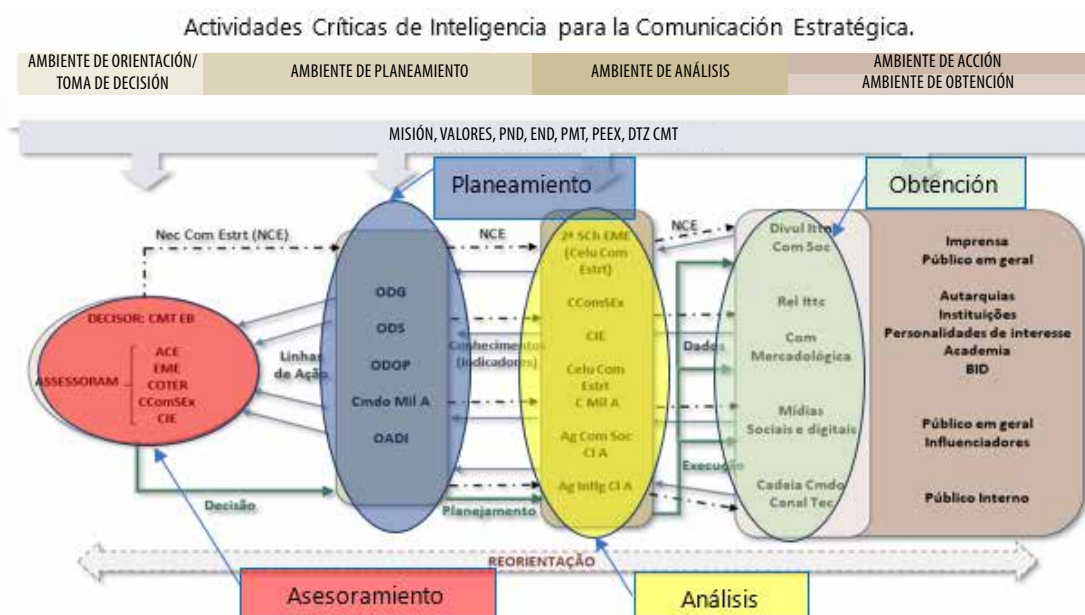 Actividades Críticas de Inteligencia para la Comunicación Estratégica.
AMBIENTE DE ORIENTACIÓN/
TOMA DE DECISIÓN
AMBIENTE DE PLANEAMIENTO
AMBIENTE DE ANÁLISIS
AMBIENTE DE ACCIÓN
AMBIENTE DE OBTENCIÓN
MISIÓN, VALORES, PND, END, PMT, PEEX, DTZ CMT
Planeamiento
Obtención
Nec Com Estrt (NCE)
DECISOR: CMT EB
ASSESSORAM
ACE
EME
COTER
CComSEx
CIE
Linhas
de Ação
Decisão
ODG
ODS
ODOP
Cmdo Mil A
OADI
NCE
Conhecimentos
(Indicadores)
Planejamento
2ª SCh EME
(Celu Com
Estrt)
CComSEx
CIE
Celu Com
Estrt
C Mil A
Ag Com Soc
Cl A
Ag Intlg Cl A
NCE
Dados
Execução
Divul Ittc
Com Soc
Rel Ittc
Com
Mercadológica
Mídias
Sociais e digitais
Cadeia Cmdo
Canal Tec
Imprensa
Público em geral
Autarquias
Instituições
Personalidades de interesse
Academia
BID
Público em geral
Influenciadores
Público Interno
REORIENTAÇÃO
Asesoramiento
Análisis